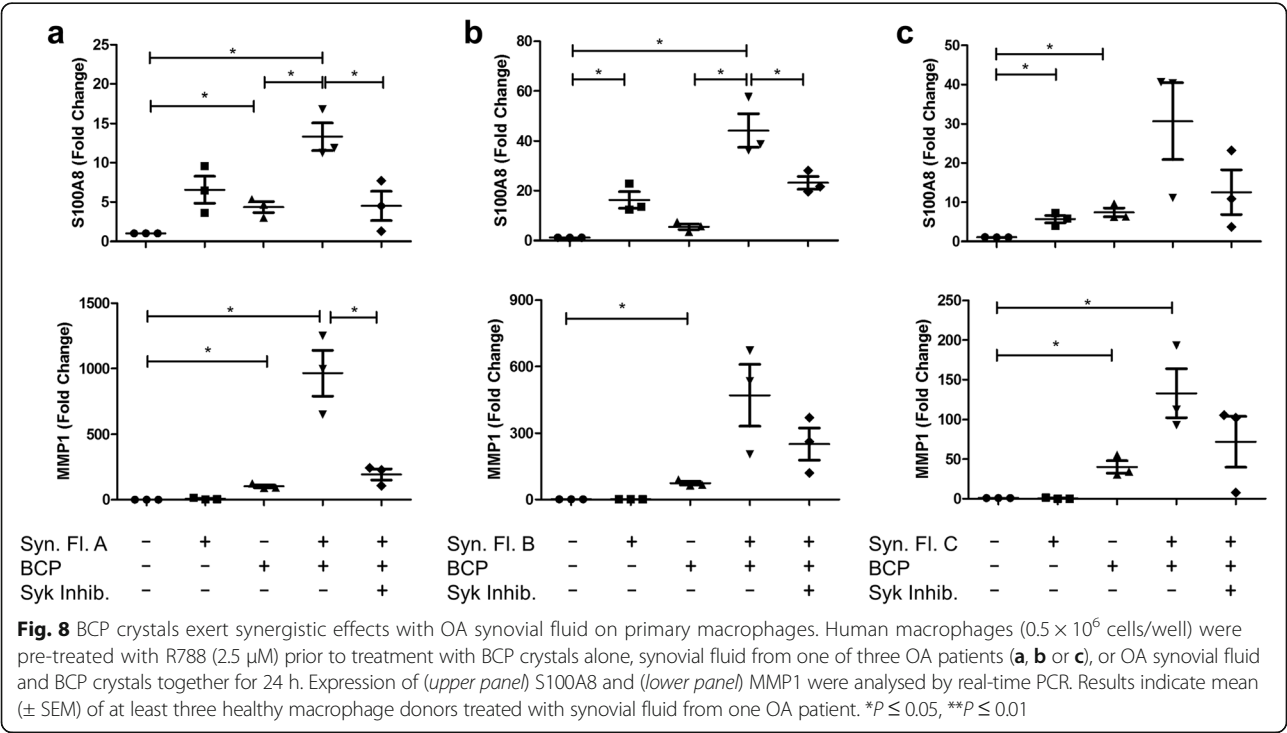 a
25
20
15
10
5
0
S100A8 (Fold Change)
* * * *
b
80
60
40
20
0
S100A8 (Fold Change)
* * * *
c
50
40
30
20
10
0
S100A8 (Fold Change)
* *
1500
1000
500
0
MMP1 (Fold Change)
* * *
900
600
300
0
MMP1 (Fold Change)
*
250
200
150
100
50
0
MMP1 (Fold Change)
* *
Syn. Fl. A – + – + +
BCP – – + + +
Syk Inhib. – – – – +
Syn. Fl. B – + – + +
BCP – – + + +
Syk Inhib. – – – – +
Syn. Fl. C – + – + +
BCP – – + + +
Syk Inhib. – – – – +
Fig. 8 BCP crystals exert synergistic effects with OA synovial fluid on primary macrophages. Human macrophages (0.5 × 10⁶ cells/well) were
pre-treated with R788 (2.5 μM) prior to treatment with BCP crystals alone, synovial fluid from one of three OA patients (a, b or c), or OA synovial fluid
and BCP crystals together for 24 h. Expression of (upper panel) S100A8 and (lower panel) MMP1 were analysed by real-time PCR. Results indicate mean
(± SEM) of at least three healthy macrophage donors treated with synovial fluid from one OA patient. *P ≤ 0.05, **P ≤ 0.01